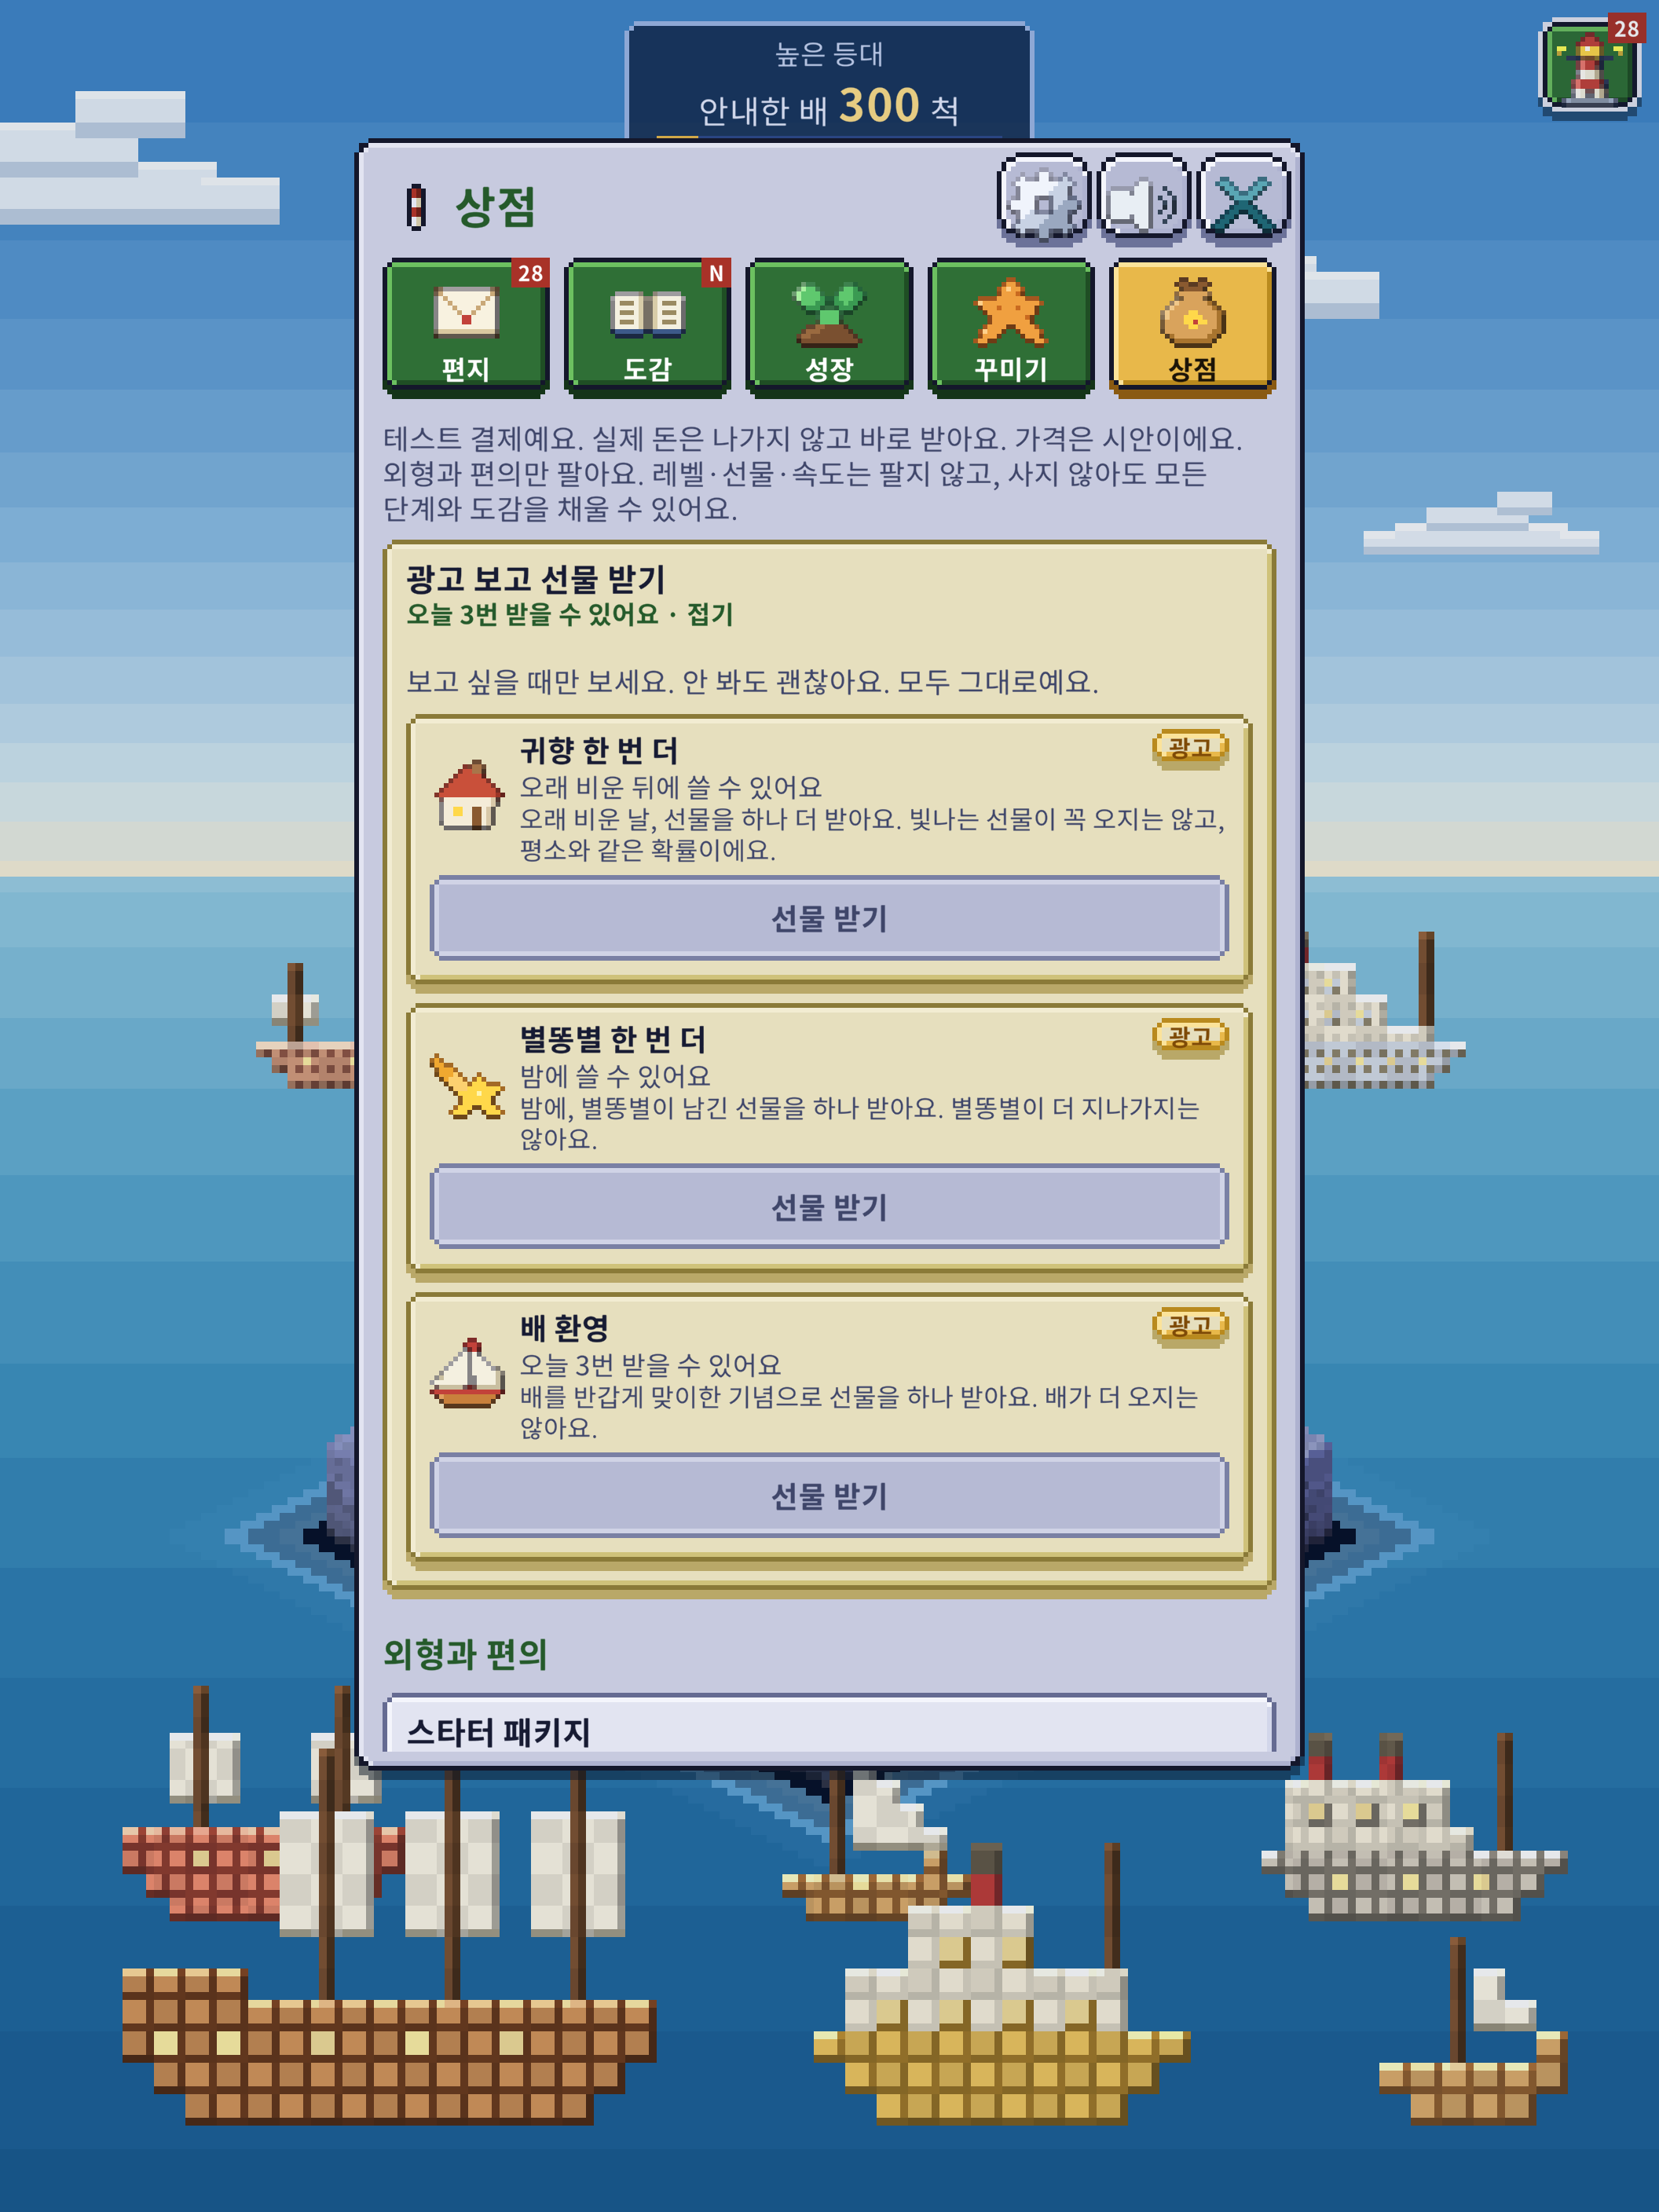 높은 등대
안내한 배 300 척
28
상점
28
편지
N
도감
성장
꾸미기
상점
테스트 결제예요. 실제 돈은 나가지 않고 바로 받아요. 가격은 시안이에요.
외형과 편의만 팔아요. 레벨·선물·속도는 팔지 않고, 사지 않아도 모든
단계와 도감을 채울 수 있어요.
광고 보고 선물 받기
오늘 3번 받을 수 있어요 · 접기
보고 싶을 때만 보세요. 안 봐도 괜찮아요. 모두 그대로예요.
귀향 한 번 더
광고
오래 비운 뒤에 쓸 수 있어요
오래 비운 날, 선물을 하나 더 받아요. 빛나는 선물이 꼭 오지는 않고,
평소와 같은 확률이에요.
선물 받기
별똥별 한 번 더
광고
밤에 쓸 수 있어요
밤에, 별똥별이 남긴 선물을 하나 받아요. 별똥별이 더 지나가지는
않아요.
선물 받기
배 환영
광고
오늘 3번 받을 수 있어요
배를 반갑게 맞이한 기념으로 선물을 하나 받아요. 배가 더 오지는
않아요.
선물 받기
외형과 편의
스타터 패키지